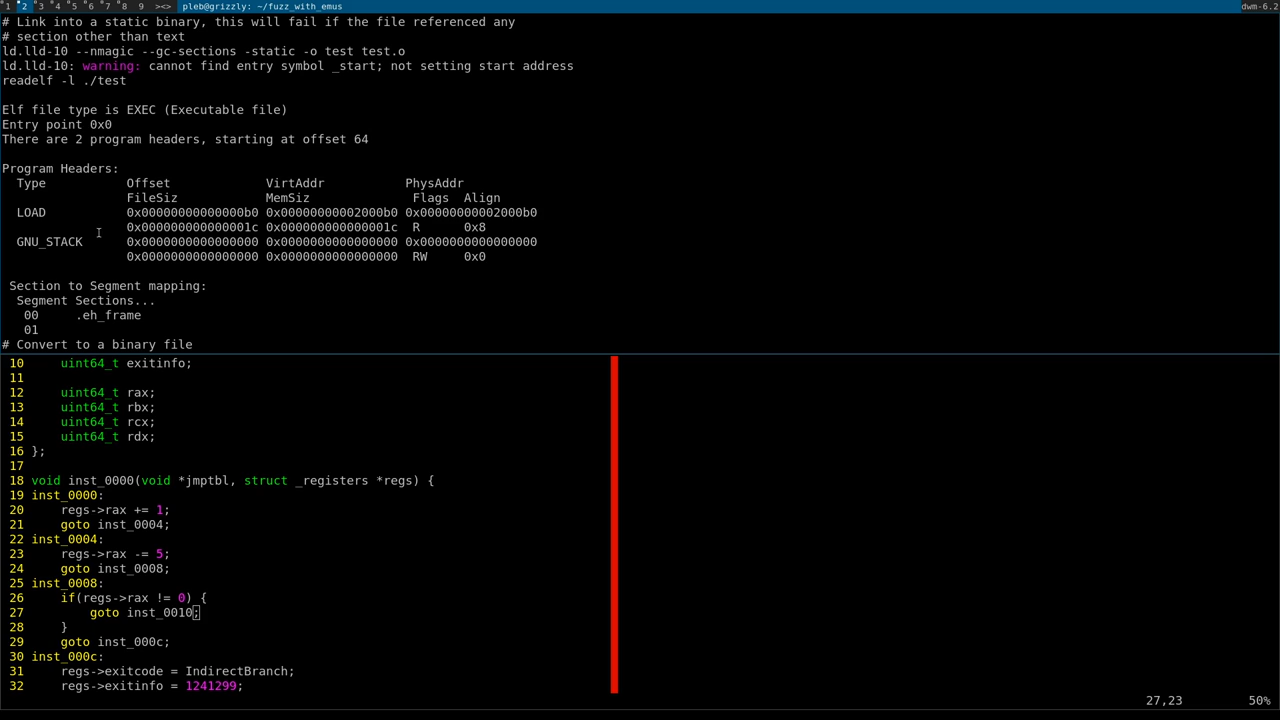 1 2 3 4 5 6 7 8 9 ><> pleb@grizzly: ~/fuzz_with_emus dwm-6.2
# Link into a static binary, this will fail if the file referenced any
# section other than text
ld.lld-10 --nmagic --gc-sections -static -o test test.o
ld.lld-10: warning: cannot find entry symbol _start; not setting start address
readelf -l ./test
Elf file type is EXEC (Executable file)
Entry point 0x0
There are 2 program headers, starting at offset 64
Program Headers:
  Type           Offset             VirtAddr           PhysAddr
                 FileSiz            MemSiz              Flags  Align
  LOAD           0x00000000000000b0 0x00000000002000b0 0x00000000002000b0
                 0x000000000000001c 0x000000000000001c  R      0x8
  GNU_STACK      0x0000000000000000 0x0000000000000000 0x0000000000000000
                 0x0000000000000000 0x0000000000000000  RW     0x0
 Section to Segment mapping:
  Segment Sections...
   00     .eh_frame
   01
# Convert to a binary file
10     uint64_t exitinfo;
11
12     uint64_t rax;
13     uint64_t rbx;
14     uint64_t rcx;
15     uint64_t rdx;
16 };
17
18 void inst_0000(void *jmptbl, struct _registers *regs) {
19 inst_0000:
20     regs->rax += 1;
21     goto inst_0004;
22 inst_0004:
23     regs->rax -= 5;
24     goto inst_0008;
25 inst_0008:
26     if(regs->rax != 0) {
27         goto inst_0010;
28     }
29     goto inst_000c;
30 inst_000c:
31     regs->exitcode = IndirectBranch;
32     regs->exitinfo = 1241299;
27,23 50%